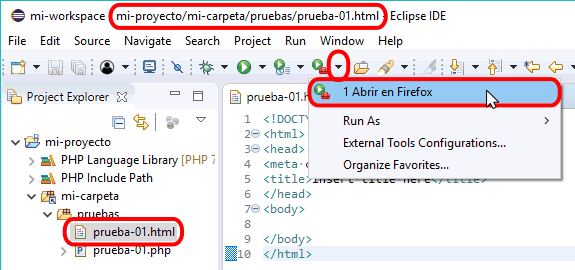 mi-workspace mi-proyecto/mi-carpeta/pruebas/prueba-01.html - Eclipse IDE
File Edit Source Navigate Search Project Run Window Help
Project Explorer
mi-proyecto
PHP Language Library [PHP 7
PHP Include Path
mi-carpeta
pruebas
prueba-01.html
prueba-01.php
prueba-01.h
1 <!DOCTY
2 <html>
3 <head>
4 <meta c
5 <title>Insert title here</title>
6 </head>
7 <body>
8
9 </body>
10 </html>
1 Abrir en Firefox
Run As
External Tools Configurations...
Organize Favorites...